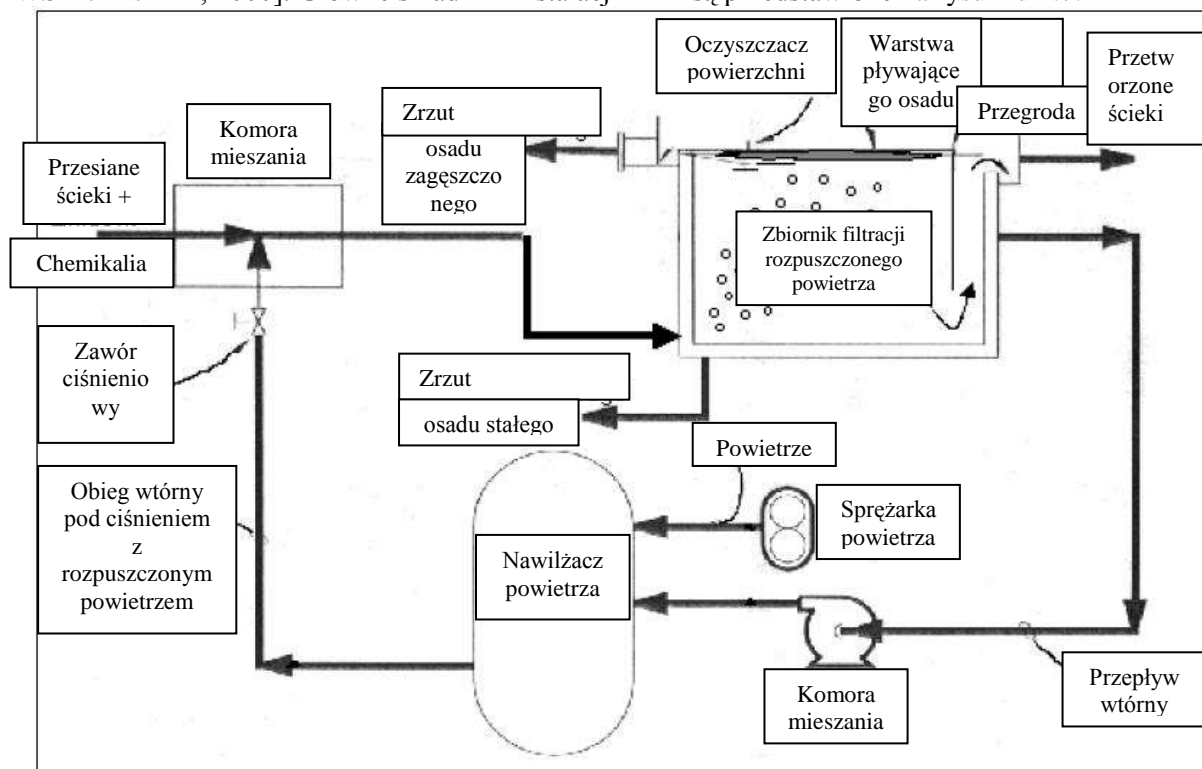 Oczyszczacz
powierzchni
Warstwa
pływające
go osadu
Przegroda
Przetw
orzone
ścieki
Zrzut
osadu
zagęszczo
nego
Komora
mieszania
Przesiane
ścieki +
Chemikalia
Zbiornik filtracji
rozpuszczonego
powietrza
Zawór
ciśnienio
wy
Zrzut
osadu stałego
Powietrze
Obieg wtórny
pod ciśnieniem
z
rozpuszczonym
powietrzem
Nawilżacz
powietrza
Sprężarka
powietrza
Komora
mieszania
Przepływ
wtórny